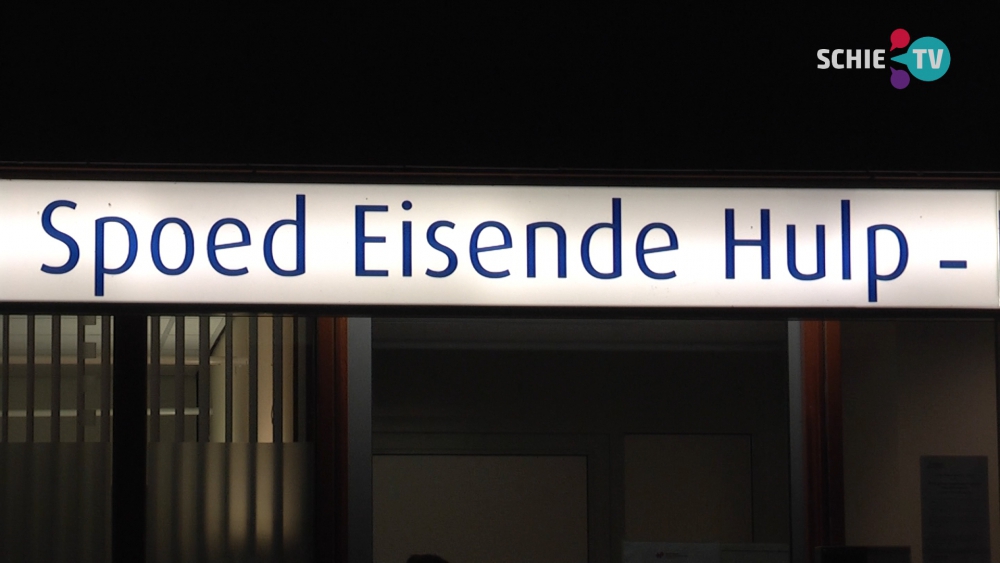 SCHIE TV
Spoed Eisende Hulp -